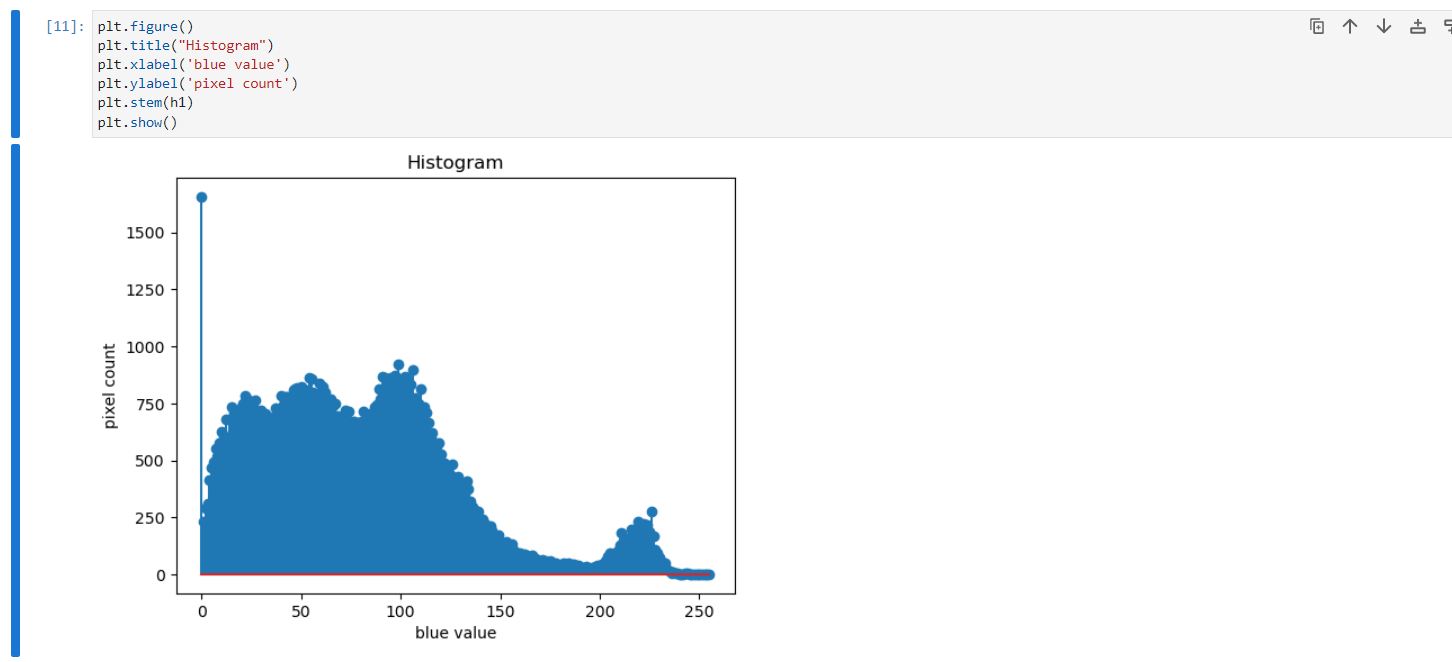 [11]: plt.figure()
plt.title("Histogram")
plt.xlabel('blue value')
plt.ylabel('pixel count')
plt.stem(h1)
plt.show()
Histogram
pixel count
1500
1250
1000
750
500
250
0
0 50 100 150 200 250
blue value